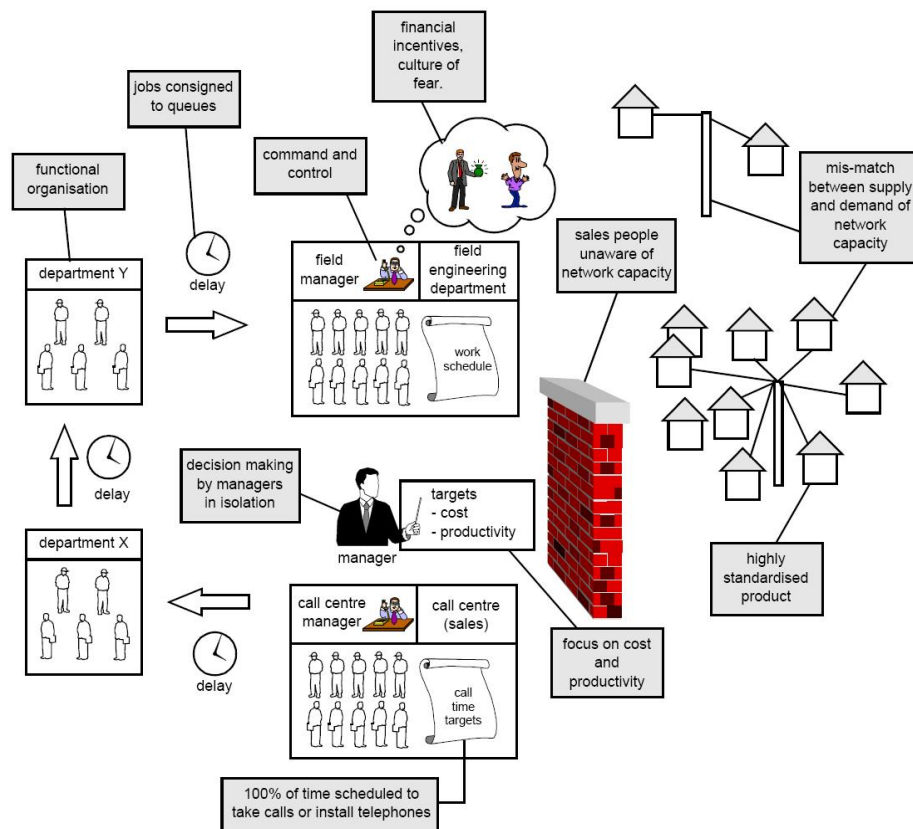 financial
incentives,
culture of
fear.
jobs consigned
to queues
command and
control
functional
organisation
mis-match
between supply
and demand of
network
capacity
sales people
unaware of
network capacity
department Y
delay
field
manager
field
engineering
department
work
schedule
delay
decision making
by managers
in isolation
targets
- cost
- productivity
manager
department X
highly
standardised
product
call centre
manager
call centre
(sales)
delay
focus on cost
and
productivity
call
time
targets
100% of time scheduled to
take calls or install telephones